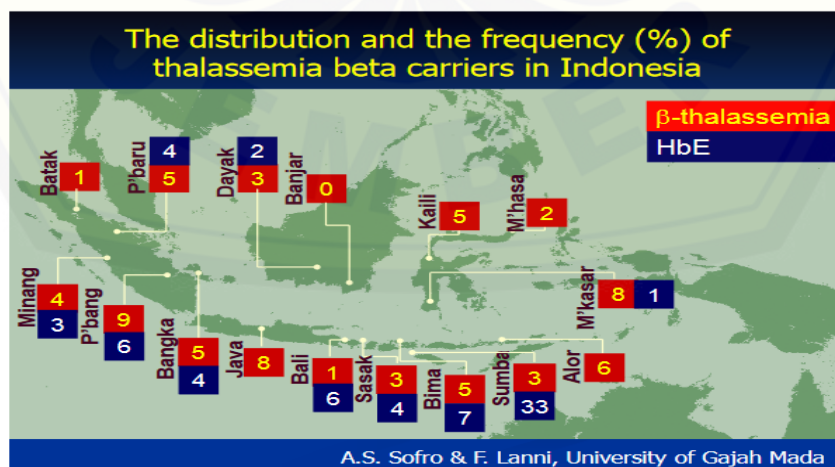 The distribution and the frequency (%) of
thalassemia beta carriers in Indonesia
β-thalassemia
HbE
Batak
1
P'baru
4
5
Dayak
2
3
Banjar
0
Kaili
5
M'hasa
2
Minang
4
3
P'bang
9
6
Bangka
5
4
Java
8
Bali
1
6
Sasak
3
4
Bima
5
7
Sumba
3
33
Alor
6
M'kasar
8 1
A.S. Sofro & F. Lanni, University of Gajah Mada